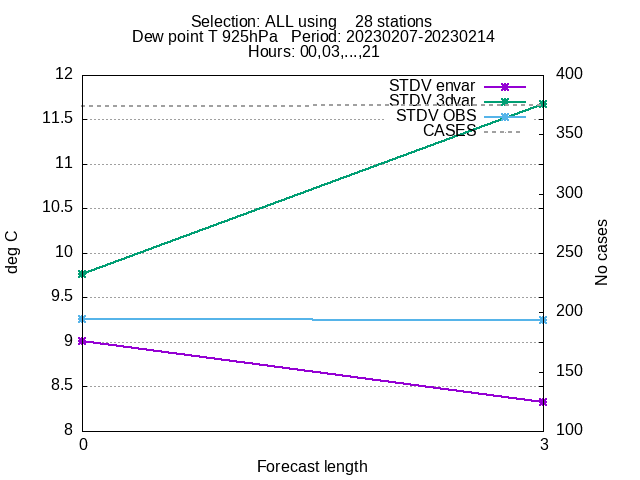 Selection: ALL using    28 stations
Dew point T 925hPa   Period: 20230207-20230214
Hours: 00,03,...,21
12
11.5
11
10.5
10
9.5
9
8.5
8
400
350
300
250
200
150
100
STDV envar
STDV 3dvar
STDV OBS
CASES
deg C
No cases
0
3
Forecast length